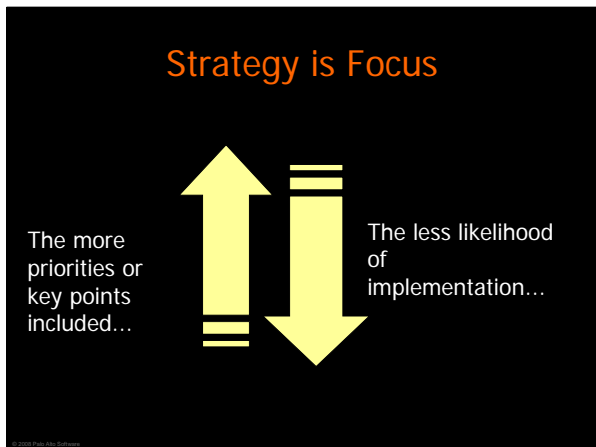 Strategy is Focus
The more
priorities or
key points
included…
The less likelihood
of
implementation…
© 2008 Palo Alto Software